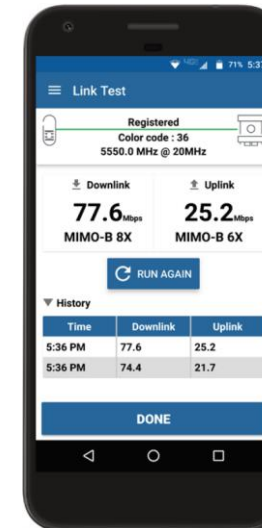 71% 5:37
Link Test
Registered
Color code : 36
5550.0 MHz @ 20MHz
Downlink
Uplink
77.6Mbps
25.2Mbps
MIMO-B 8X
MIMO-B 6X
RUN AGAIN
History
Time Downlink Uplink
5:36 PM 77.6 25.2
5:36 PM 74.4 21.7
DONE